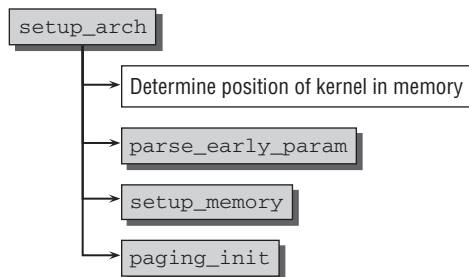 setup_arch
Determine position of kernel in memory
parse_early_param
setup_memory
paging_init